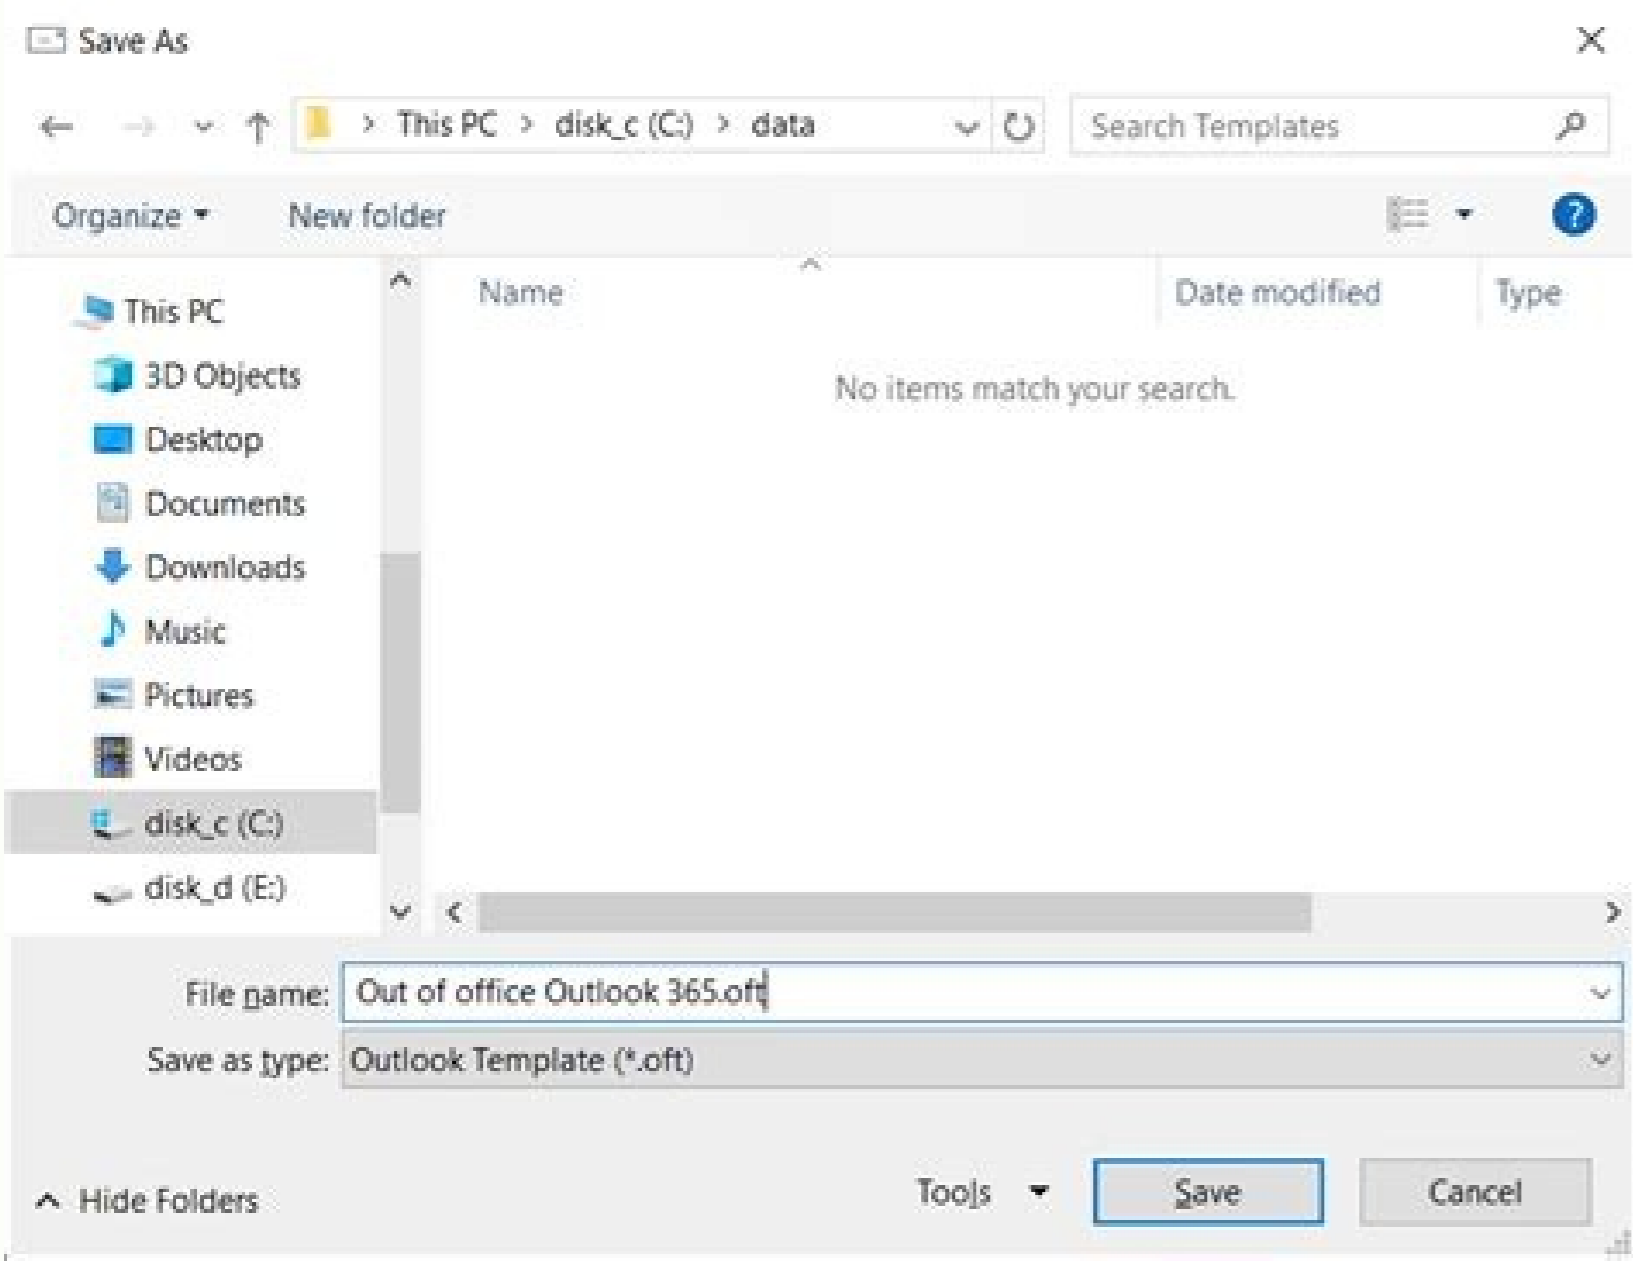 Save As
This PC > disk_c (C:) > data
Search Templates
Organize
New folder
Name
Date modified
Type
No items match your search.
This PC
3D Objects
Desktop
Documents
Downloads
Music
Pictures
Videos
disk_c (C:)
disk_d (E:)
File name: Out of office Outlook 365.oft
Save as type: Outlook Template (*.oft)
Hide Folders
Tools
Save
Cancel